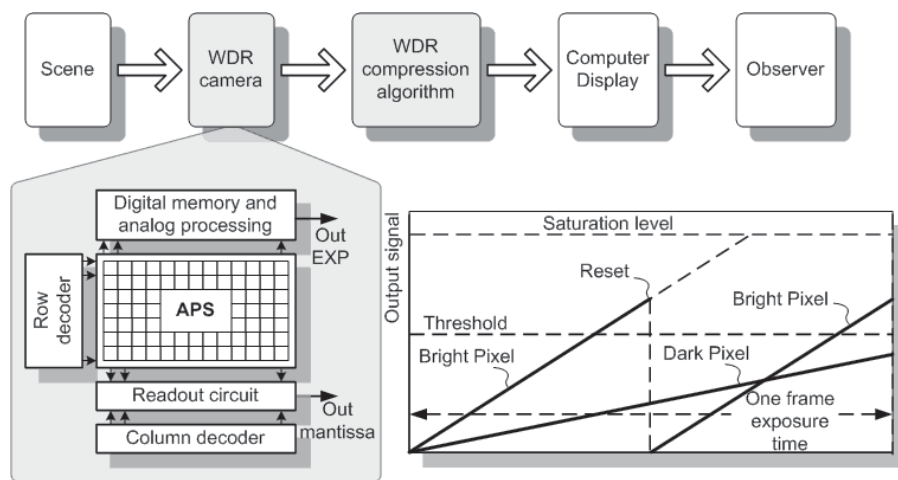 Scene
WDR
camera
WDR
compression
algorithm
Computer
Display
Observer
Digital memory and
analog processing
Out
EXP
Row
decoder
APS
Readout circuit
Out
mantissa
Column decoder
Output signal
Saturation level
Reset
Bright Pixel
Threshold
Bright Pixel
Dark Pixel
One frame
exposure
time